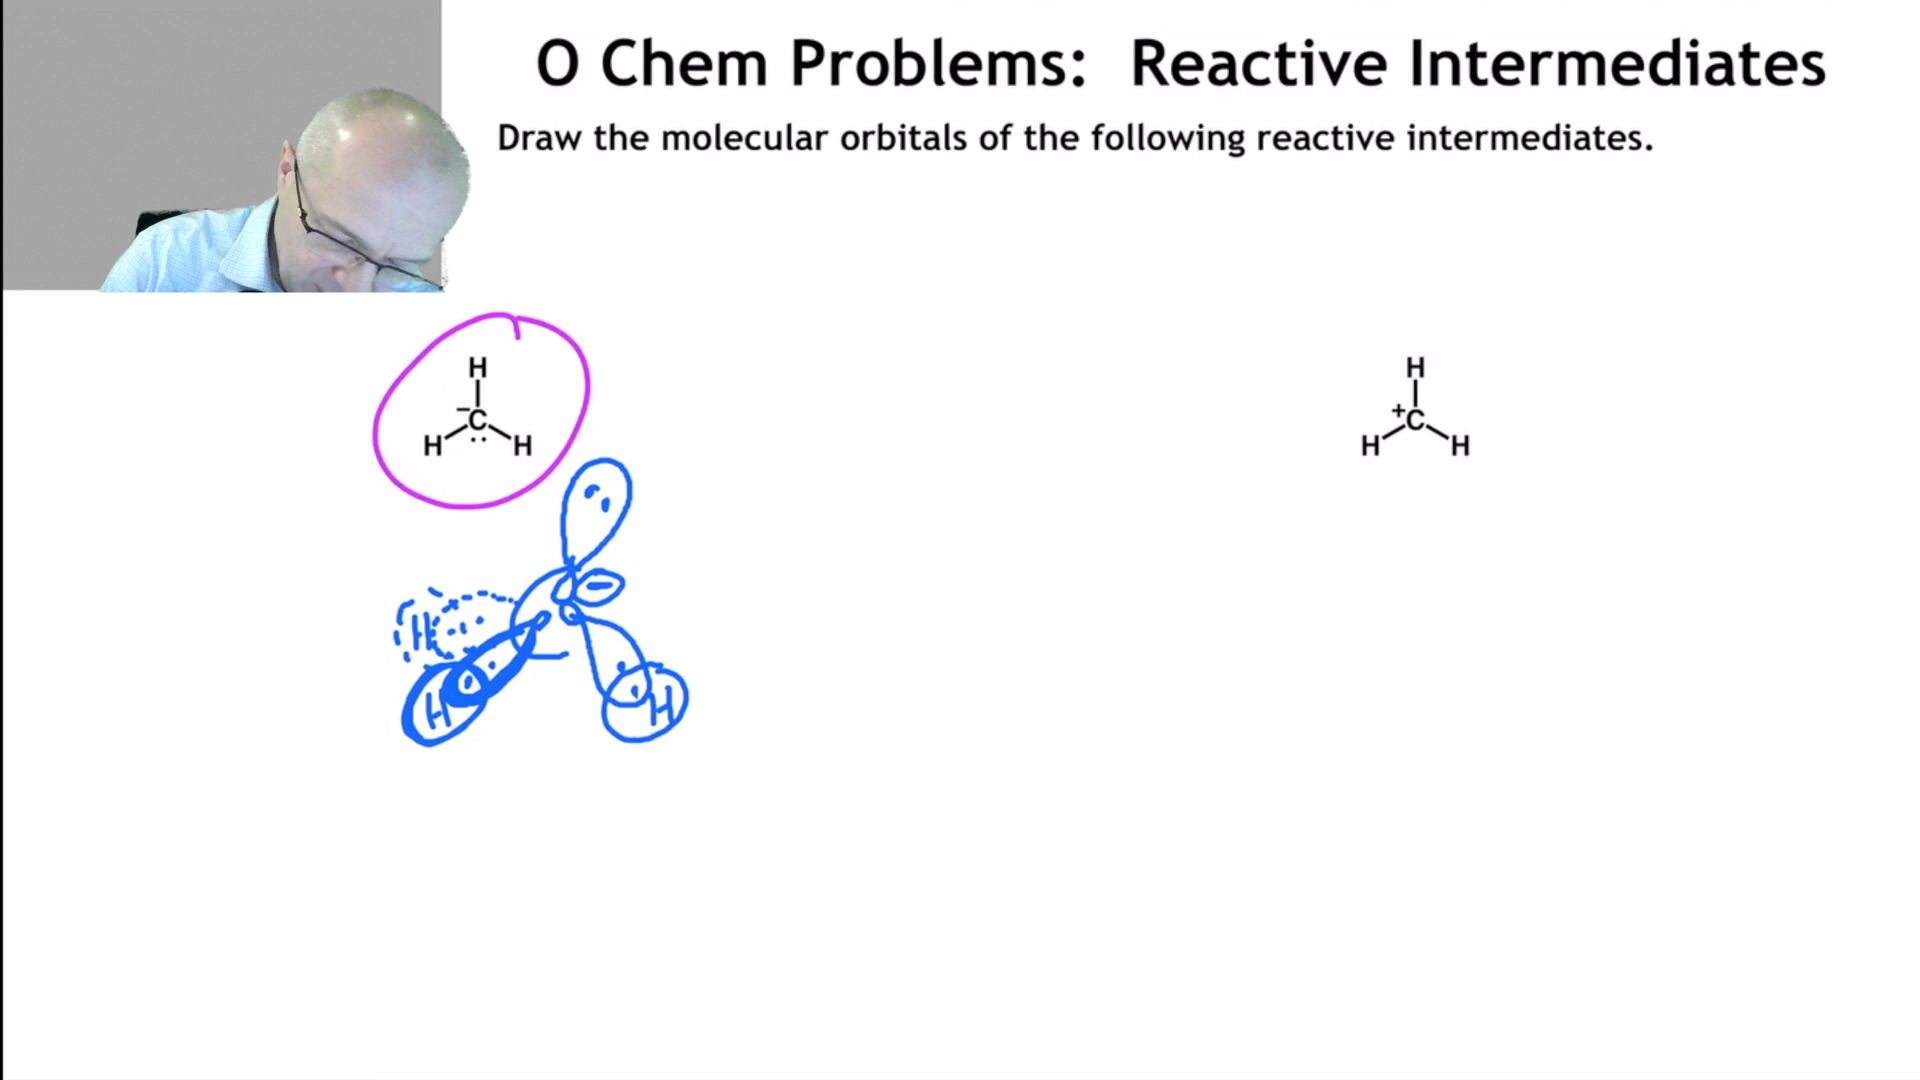 O Chem Problems: Reactive Intermediates
Draw the molecular orbitals of the following reactive intermediates.
H
−C
H
··
H
H
+C
H
H
−
H
H
H